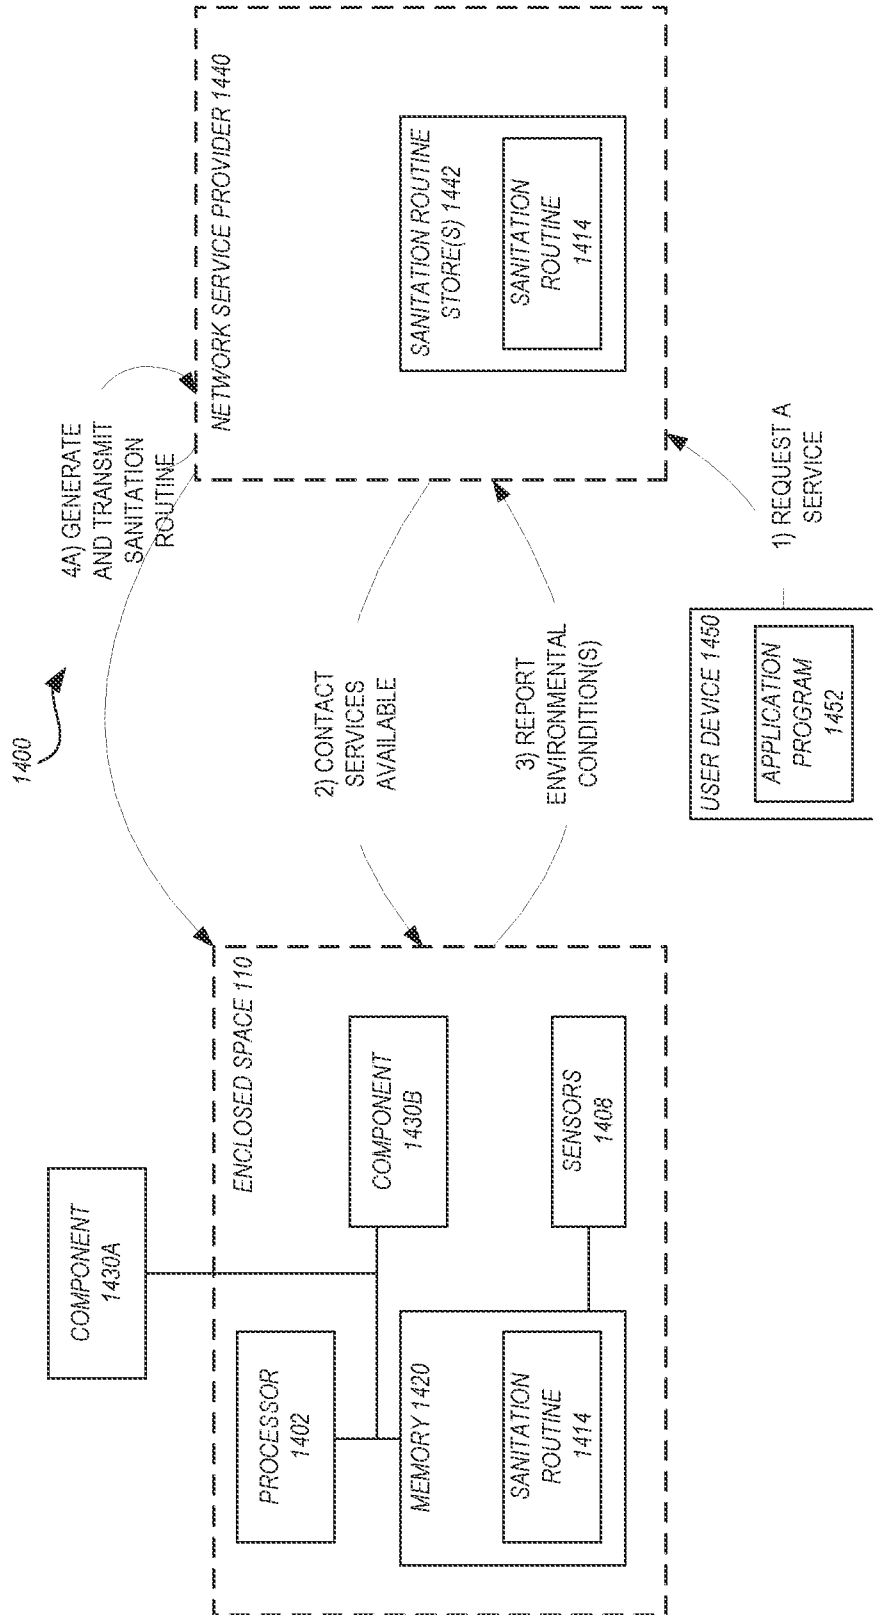 1400
COMPONENT
1430A
ENCLOSED SPACE 110
PROCESSOR
1402
COMPONENT
1430B
MEMORY 1420
SANITATION
ROUTINE
1414
SENSORS
1408
4A) GENERATE
AND TRANSMIT
SANITATION
ROUTINE
2) CONTACT
SERVICES
AVAILABLE
3) REPORT
ENVIRONMENTAL
CONDITION(S)
NETWORK SERVICE PROVIDER 1440
SANITATION ROUTINE
STORE(S) 1442
SANITATION
ROUTINE
1414
1) REQUEST A
SERVICE
USER DEVICE 1450
APPLICATION
PROGRAM
1452